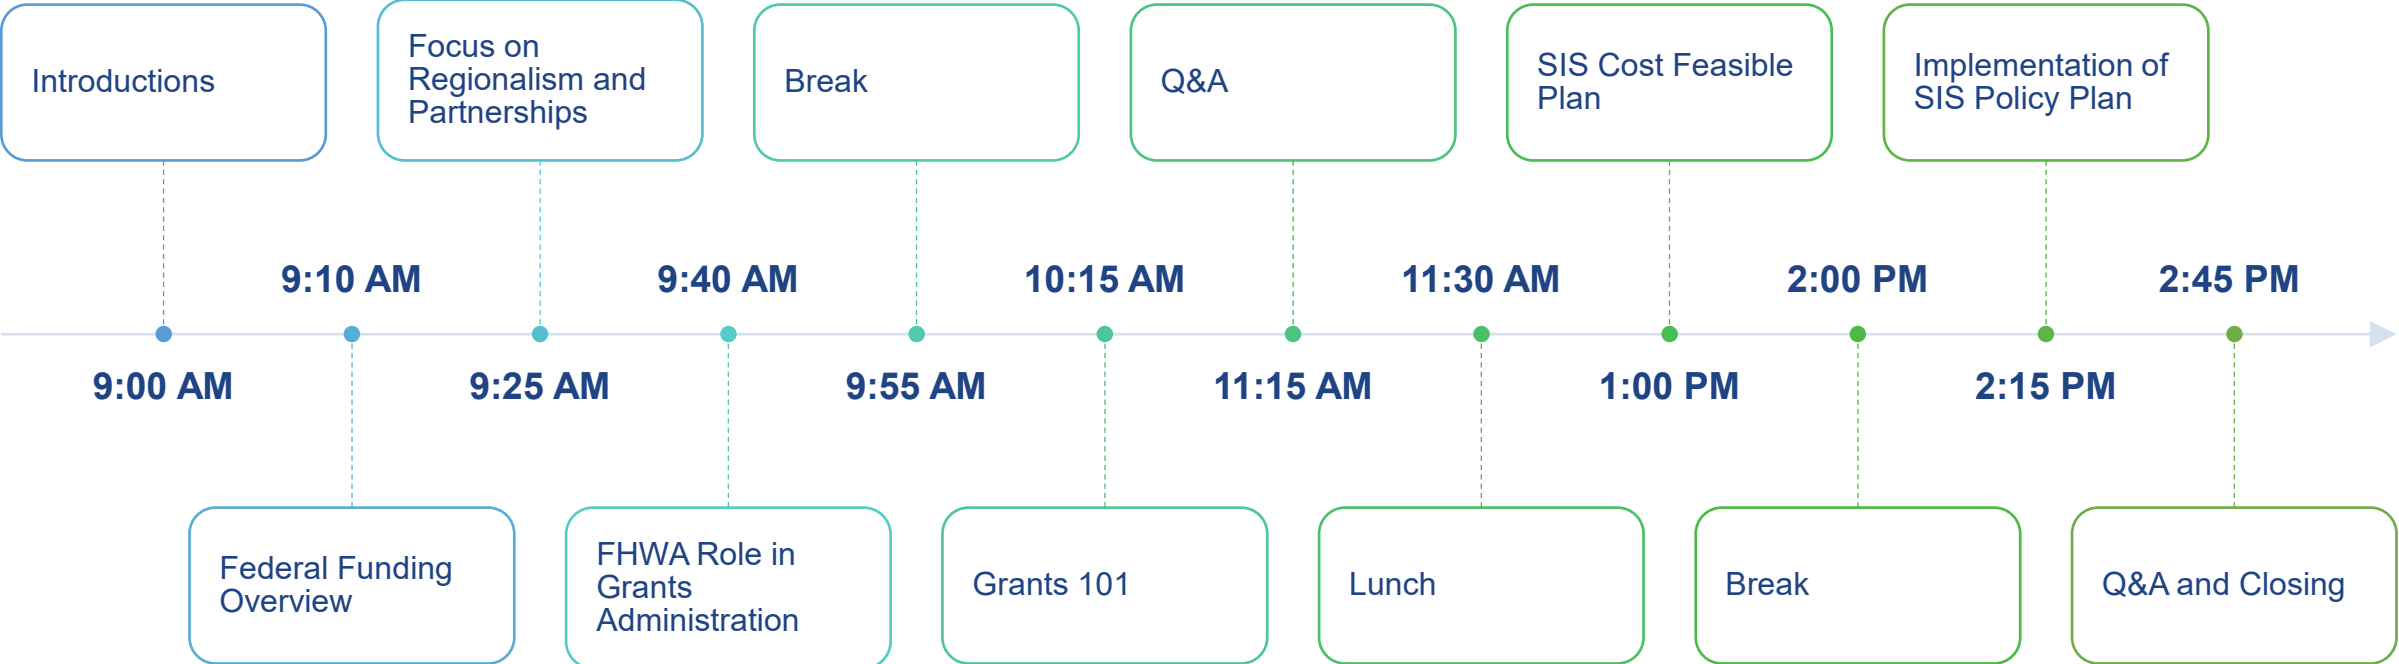 Introductions
Focus on
Regionalism and
Partnerships
Break
Q&A
SIS Cost Feasible
Plan
Implementation of
SIS Policy Plan
9:10 AM
9:40 AM
10:15 AM
11:30 AM
2:00 PM
2:45 PM
9:00 AM
9:25 AM
9:55 AM
11:15 AM
1:00 PM
2:15 PM
Federal Funding
Overview
FHWA Role in
Grants
Administration
Grants 101
Lunch
Break
Q&A and Closing